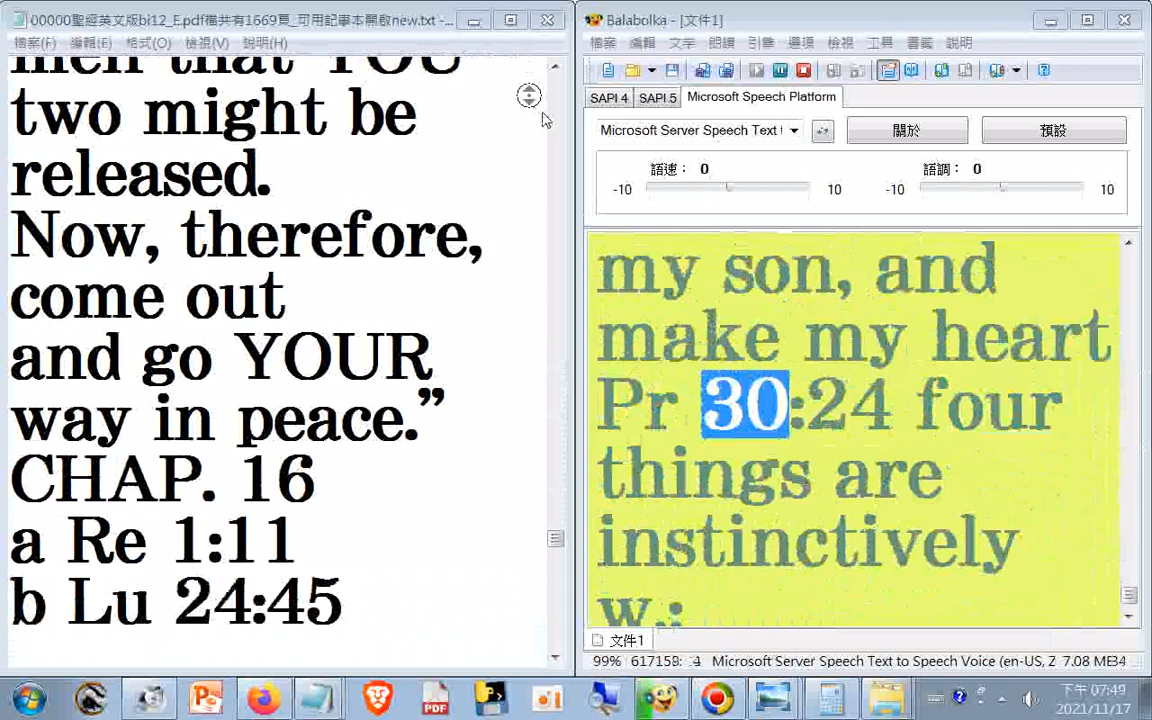 00000聖經英文版bi12_E.pdf檔共有1669頁_可用記事本開啟new.txt -...
檔案(F) 編輯(E) 格式(O) 檢視(V) 說明(H)
men that YOU
two might be
released.
Now, therefore,
come out
and go YOUR
way in peace.”
CHAP. 16
a Re 1:11
b Lu 24:45
Balabolka - [文件1]
檔案 編輯 文字 朗讀 引擎 選項 檢視 工具 書籤 說明
SAPI 4 SAPI 5 Microsoft Speech Platform
Microsoft Server Speech Text 關於 預設
語速： 0 語調： 0
-10 10 -10 10
my son, and
make my heart
Pr 30:24 four
things are
instinctively
文件1
99% Microsoft Server Speech Text to Speech Voice (en-US, Z 7.08 ME
PDF
下午 07:49
2021/11/17